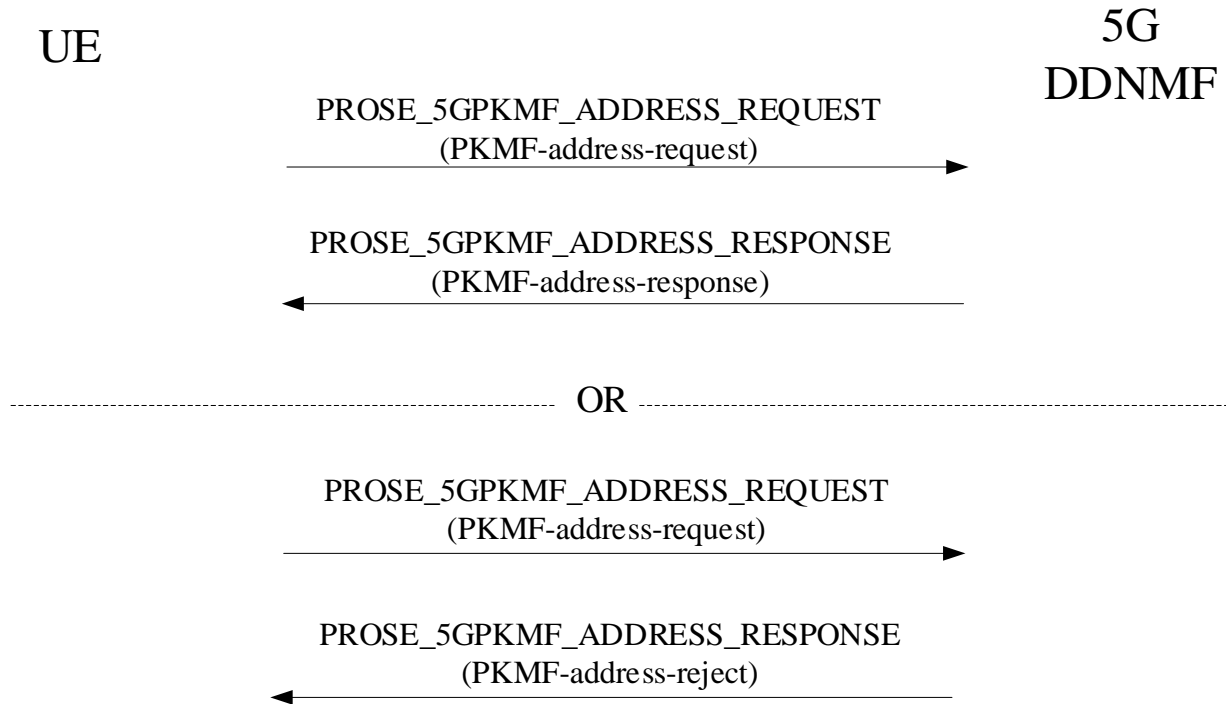 UE
5G
DDNMF
PROSE_5GPKMF_ADDRESS_REQUEST
(PKMF-address-request)
PROSE_5GPKMF_ADDRESS_RESPONSE
(PKMF-address-response)
OR
PROSE_5GPKMF_ADDRESS_REQUEST
(PKMF-address-request)
PROSE_5GPKMF_ADDRESS_RESPONSE
(PKMF-address-reject)